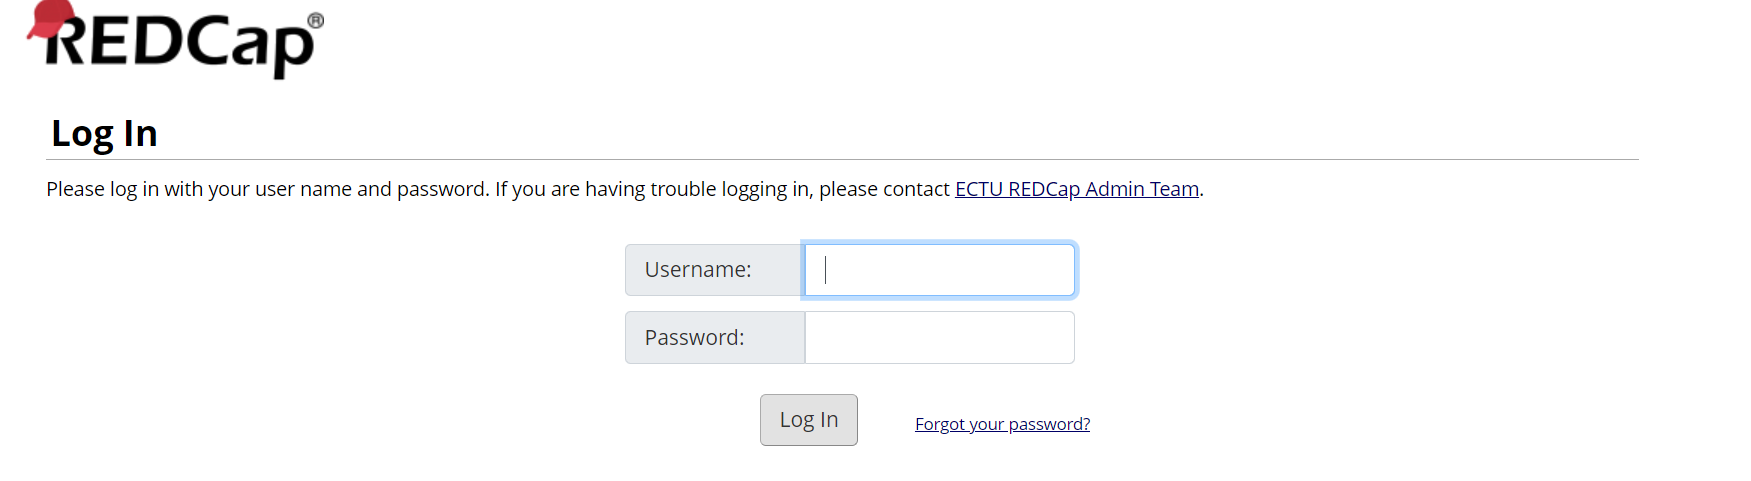 REDCap®
Log In
Please log in with your user name and password. If you are having trouble logging in, please contact ECTU REDCap Admin Team.
Username:
Password:
Log In
Forgot your password?